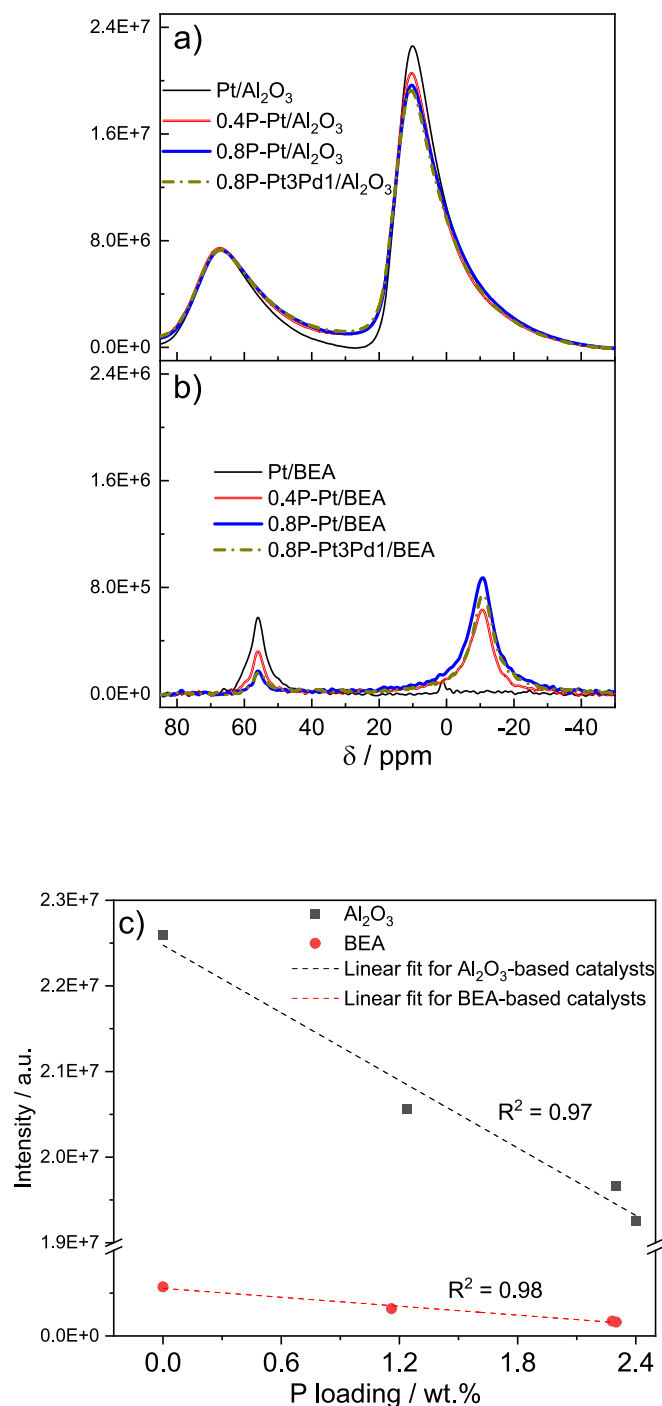 a)
2.4E+7
1.6E+7
8.0E+6
0.0E+0
Pt/Al₂O₃
0.4P-Pt/Al₂O₃
0.8P-Pt/Al₂O₃
0.8P-Pt3Pd1/Al₂O₃
b)
2.4E+6
1.6E+6
8.0E+5
0.0E+0
Pt/BEA
0.4P-Pt/BEA
0.8P-Pt/BEA
0.8P-Pt3Pd1/BEA
80 60 40 20 0 -20 -40
δ / ppm
c)
2.3E+7
2.2E+7
2.1E+7
2.0E+7
1.9E+7
0.0E+0
Intensity / a.u.
Al₂O₃
BEA
Linear fit for Al₂O₃-based catalysts
Linear fit for BEA-based catalysts
R² = 0.97
R² = 0.98
0.0 0.6 1.2 1.8 2.4
P loading / wt.%